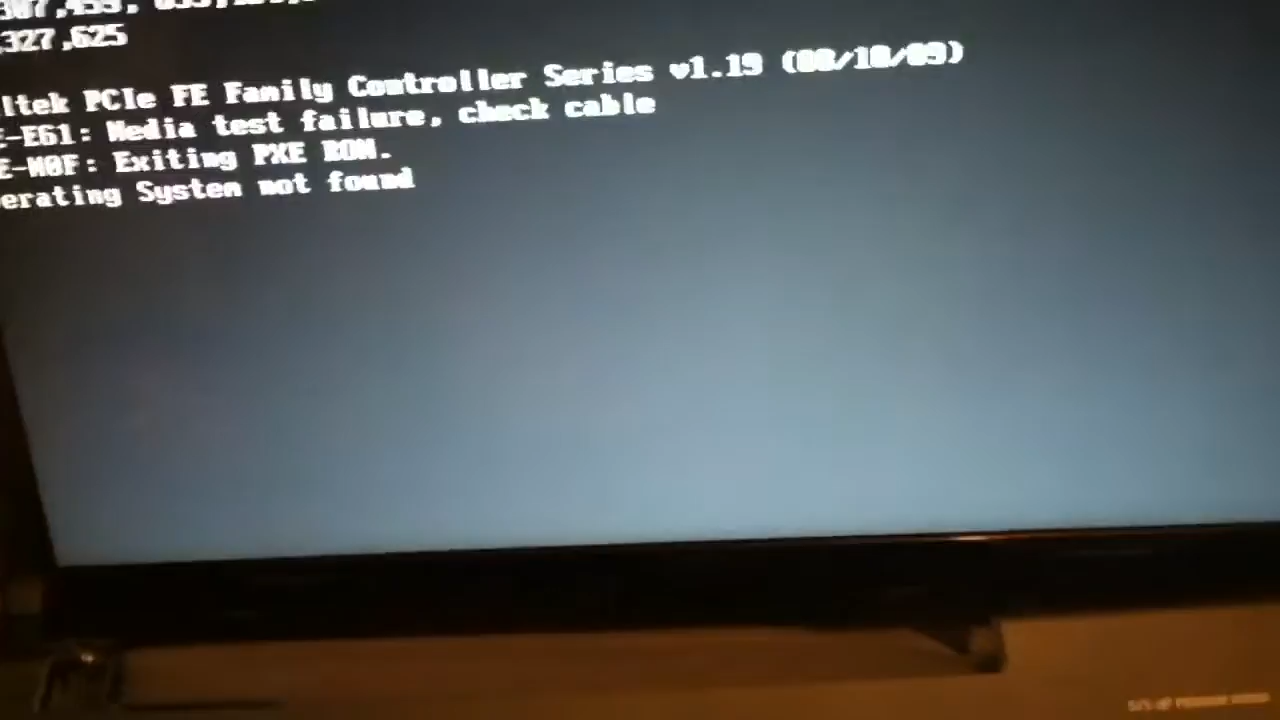 ,327,625
ltek PCIe FE Family Controller Series v1.19 (08/10/09)
E-E61: Media test failure, check cable
E-M0F: Exiting PXE ROM.
erating System not found